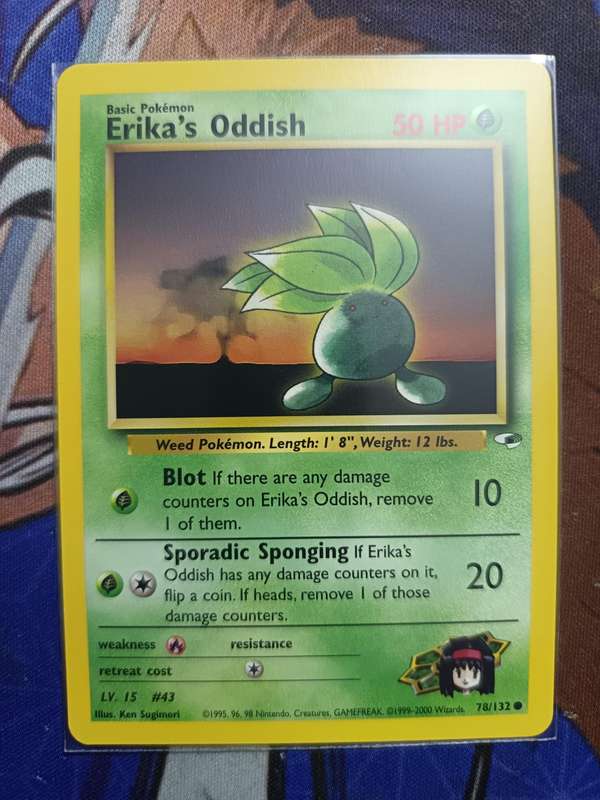 Basic Pokémon
Erika's Oddish
50 HP
Weed Pokémon. Length: 1' 8", Weight: 12 lbs.
Blot If there are any damage
counters on Erika's Oddish, remove
1 of them.
10
Sporadic Sponging If Erika's
Oddish has any damage counters on it,
flip a coin. If heads, remove 1 of those
damage counters.
20
weakness
resistance
retreat cost
LV. 15 #43
Illus. Ken Sugimori
©1995, 96, 98 Nintendo, Creatures, GAMEFREAK. ©1999-2000 Wizards.
78/132